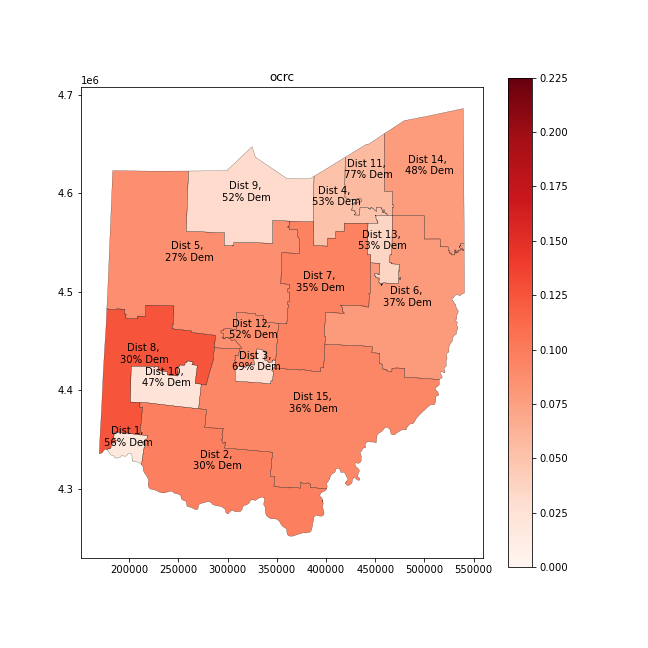 ocrc
1e6
4.7
4.6
4.5
4.4
4.3
200000
250000
300000
350000
400000
450000
500000
550000
Dist 14,
48% Dem
Dist 11,
77% Dem
Dist 9,
52% Dem
Dist 4,
53% Dem
Dist 13,
53% Dem
Dist 5,
27% Dem
Dist 7,
35% Dem
Dist 6,
37% Dem
Dist 12,
52% Dem
Dist 8,
30% Dem
Dist 3,
69% Dem
Dist 10,
47% Dem
Dist 15,
36% Dem
Dist 1,
56% Dem
Dist 2,
30% Dem
0.225
0.200
0.175
0.150
0.125
0.100
0.075
0.050
0.025
0.000